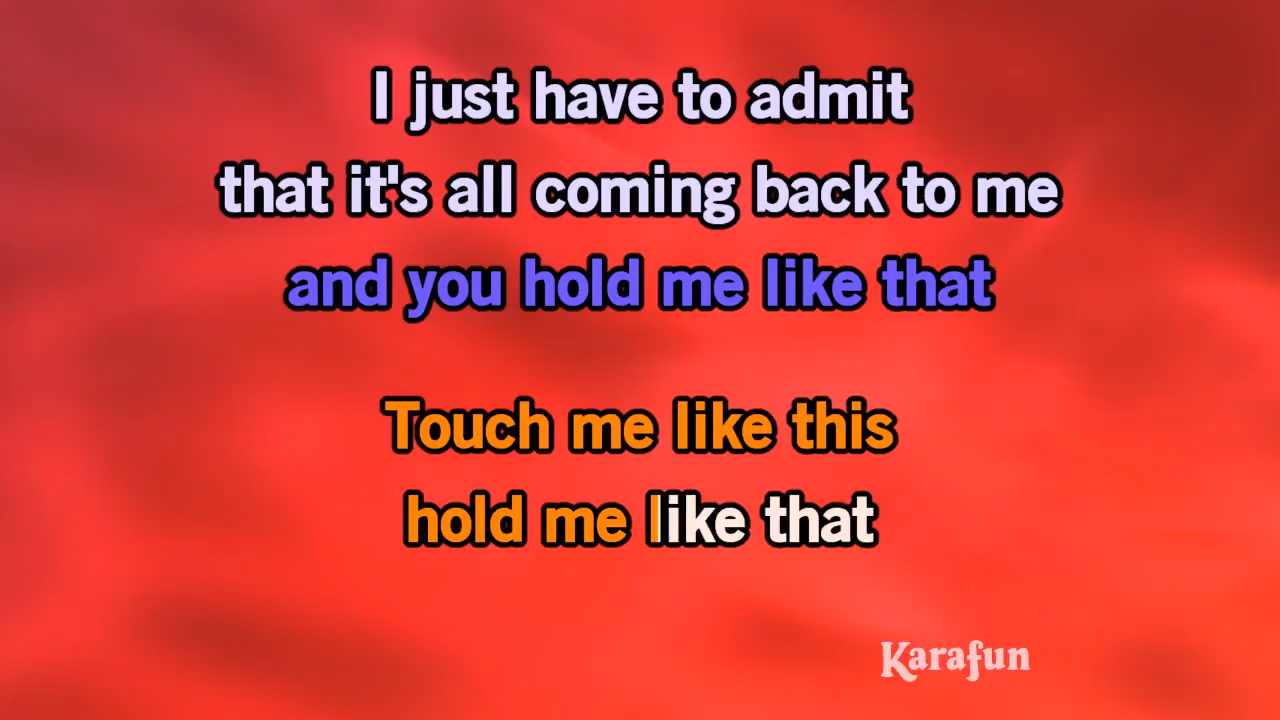 I just have to admit
that it's all coming back to me
and you hold me like that
Touch me like this
hold me like that
Karafun